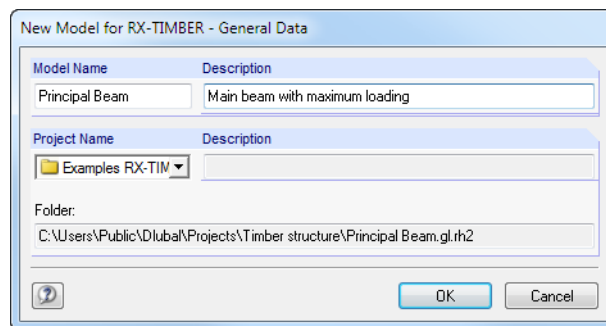 New Model for RX-TIMBER - General Data
Model Name Description
Principal Beam Main beam with maximum loading
Project Name Description
Examples RX-TIM
Folder:
C:\Users\Public\Dlubal\Projects\Timber structure\Principal Beam.gl.rh2
OK Cancel